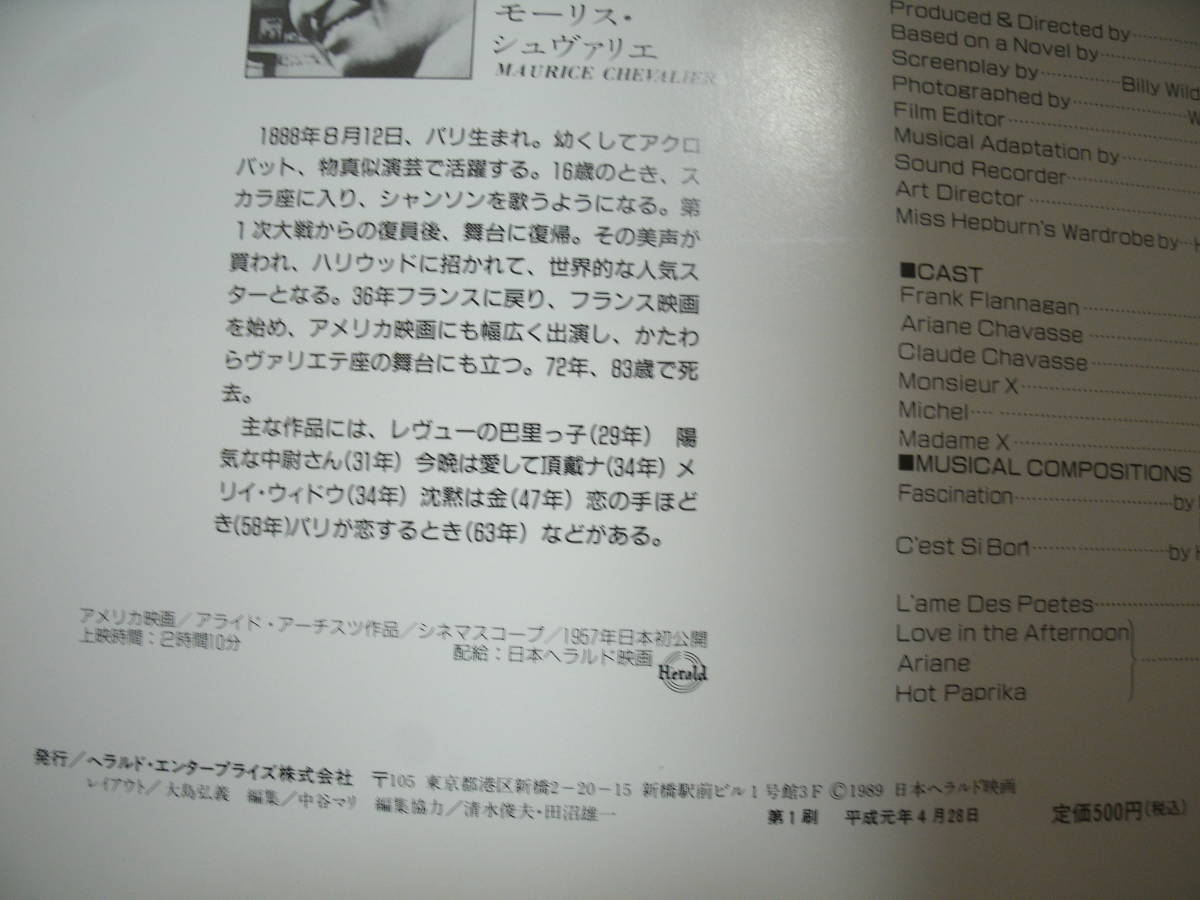 モーリス・
シュヴァリエ
MAURICE CHEVALIER
1888年8月12日、パリ生まれ。幼くしてアクロ
バット、物真似演芸で活躍する。16歳のとき、ス
カラ座に入り、シャンソンを歌うようになる。第
1次大戦からの復員後、舞台に復帰。その美声が
買われ、ハリウッドに招かれて、世界的な人気ス
ターとなる。36年フランスに戻り、フランス映画
を始め、アメリカ映画にも幅広く出演し、かたわ
らヴァリエテ座の舞台にも立つ。72年、83歳で死
去。
主な作品には、レヴューの巴里っ子(29年) 陽
気な中尉さん(31年) 今晩は愛して頂戴ナ(34年) メ
リイ・ウィドウ(34年) 沈黙は金(47年) 恋の手ほど
き(58年)パリが恋するとき(63年) などがある。
アメリカ映画/アライド・アーチスツ作品/シネマスコープ/1957年日本初公開
上映時間：2時間10分
配給：日本ヘラルド映画
Herald
発行/ヘラルド・エンタープライズ株式会社 〒105 東京都港区新橋2-20-15 新橋駅前ビル1号館3F ©1989 日本ヘラルド映画
レイアウト/大島弘義 編集/中谷マリ 編集協力/清水俊夫・田沼雄一
第1刷 平成元年4月28日 定価500円(税込)
Produced & Directed by
Based on a Novel by
Screenplay by Billy Wild
Photographed by W
Film Editor
Musical Adaptation by
Sound Recorder
Art Director
Miss Hepburn's Wardrobe by H
■CAST
Frank Flannagan
Ariane Chavasse
Claude Chavasse
Monsieur X
Michel
Madame X
■MUSICAL COMPOSITIONS
Fascination by
C'est Si Bon by H
L'ame Des Poetes
Love in the Afternoon
Ariane
Hot Paprika